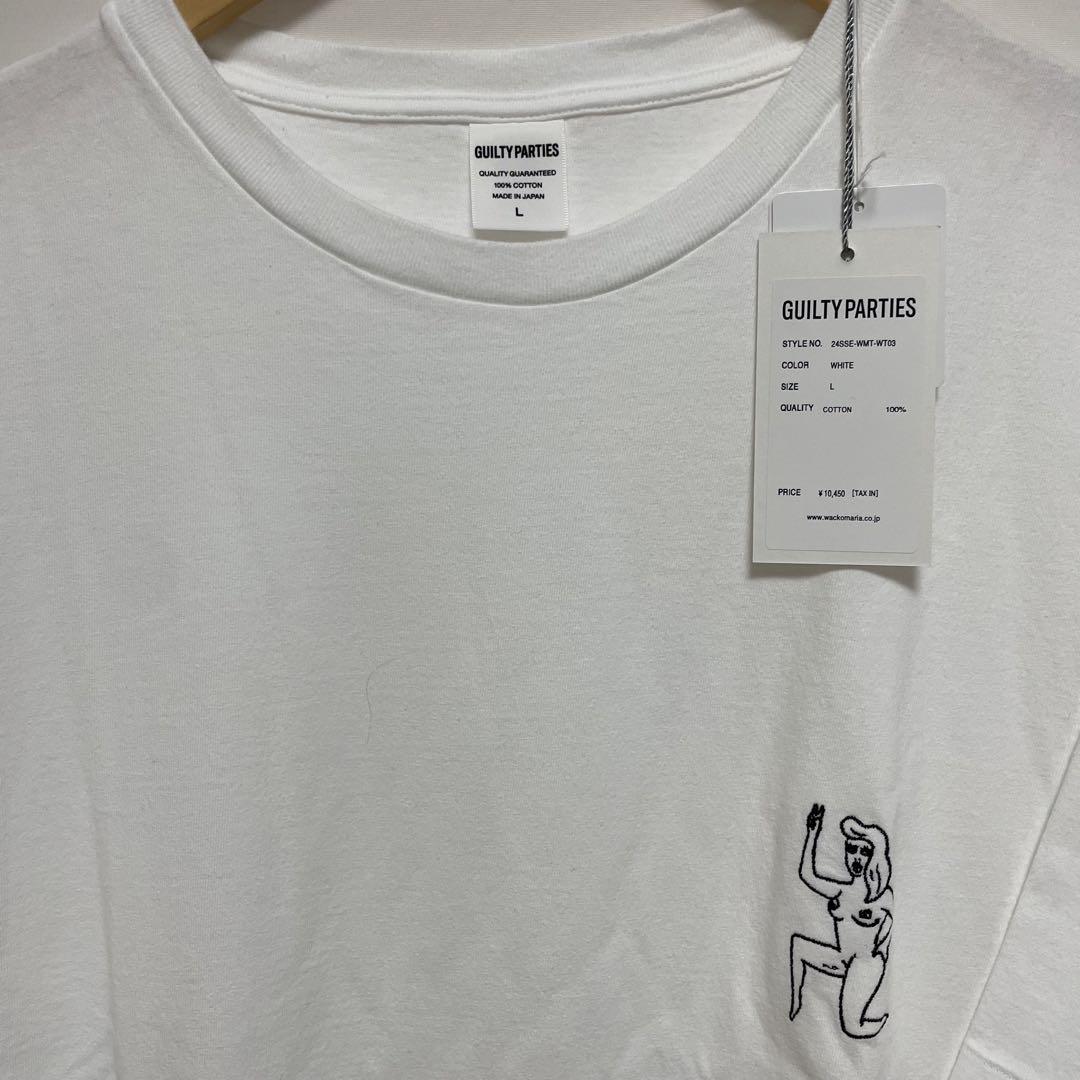 GUILTY PARTIES
QUALITY GUARANTEED
100% COTTON
MADE IN JAPAN
L
GUILTY PARTIES
STYLE NO. 24SSE-WMT-WT03
COLOR WHITE
SIZE L
QUALITY COTTON 100%
PRICE ¥10,450 [TAX IN]
www.wackomaria.co.jp